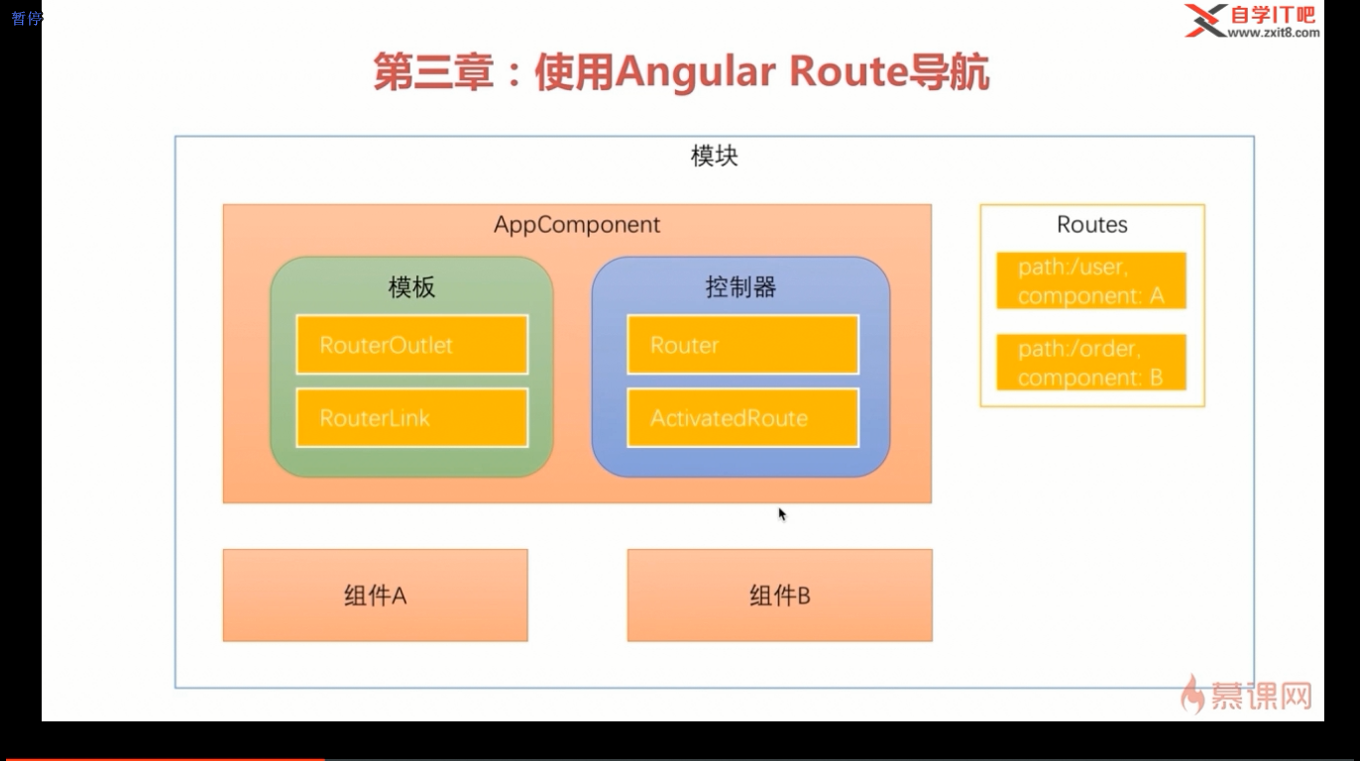 暂停
自学IT吧
www.zxit8.com
第三章：使用Angular Route导航
模块
AppComponent
模板
RouterOutlet
RouterLink
控制器
Router
ActivatedRoute
Routes
path:/user,
component: A
path:/order,
component: B
组件A
组件B
慕课网